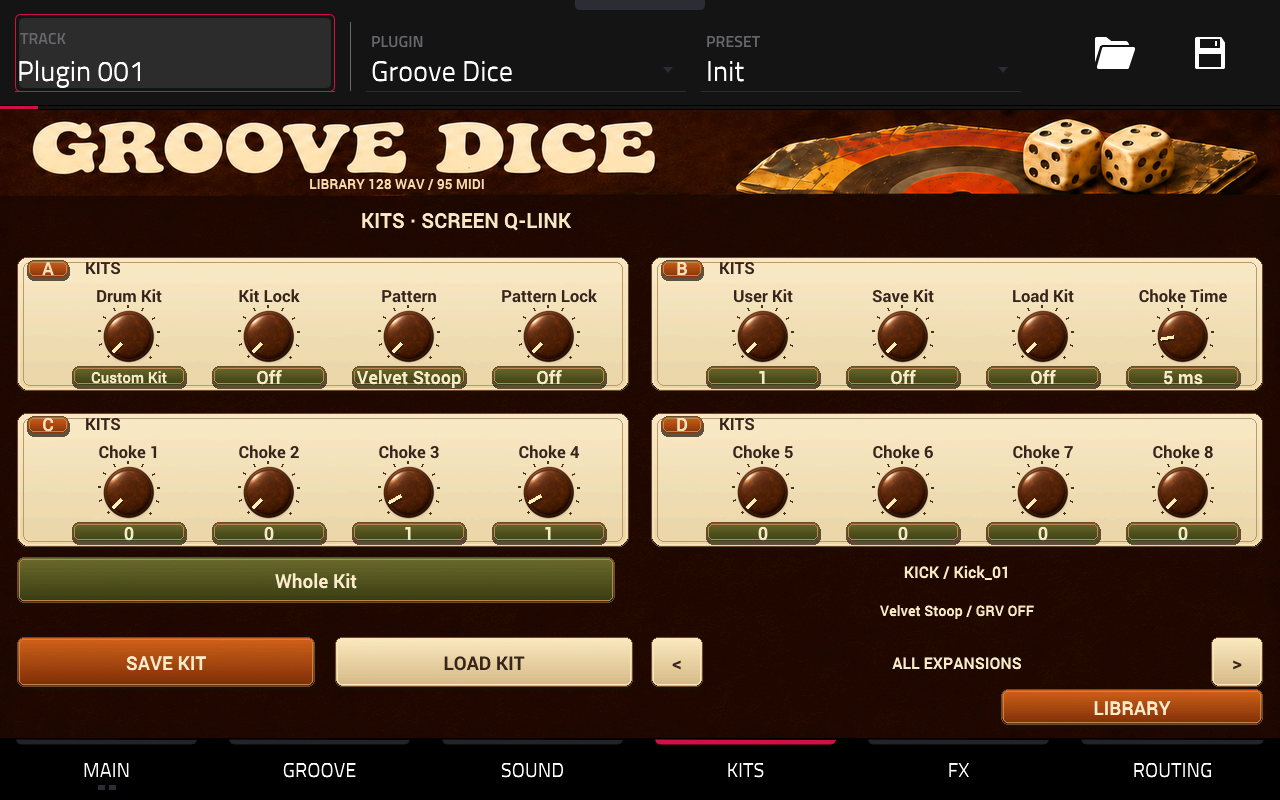 TRACK
Plugin 001
PLUGIN
Groove Dice
PRESET
Init
GROOVE DICE
LIBRARY 128 WAV / 95 MIDI
KITS · SCREEN Q-LINK
A KITS
Drum Kit Kit Lock Pattern Pattern Lock
Custom Kit Off Velvet Stoop Off
B KITS
User Kit Save Kit Load Kit Choke Time
1 Off Off 5 ms
C KITS
Choke 1 Choke 2 Choke 3 Choke 4
0 0 1 1
D KITS
Choke 5 Choke 6 Choke 7 Choke 8
0 0 0 0
Whole Kit
KICK / Kick_01
Velvet Stoop / GRV OFF
SAVE KIT LOAD KIT < ALL EXPANSIONS >
LIBRARY
MAIN GROOVE SOUND KITS FX ROUTING